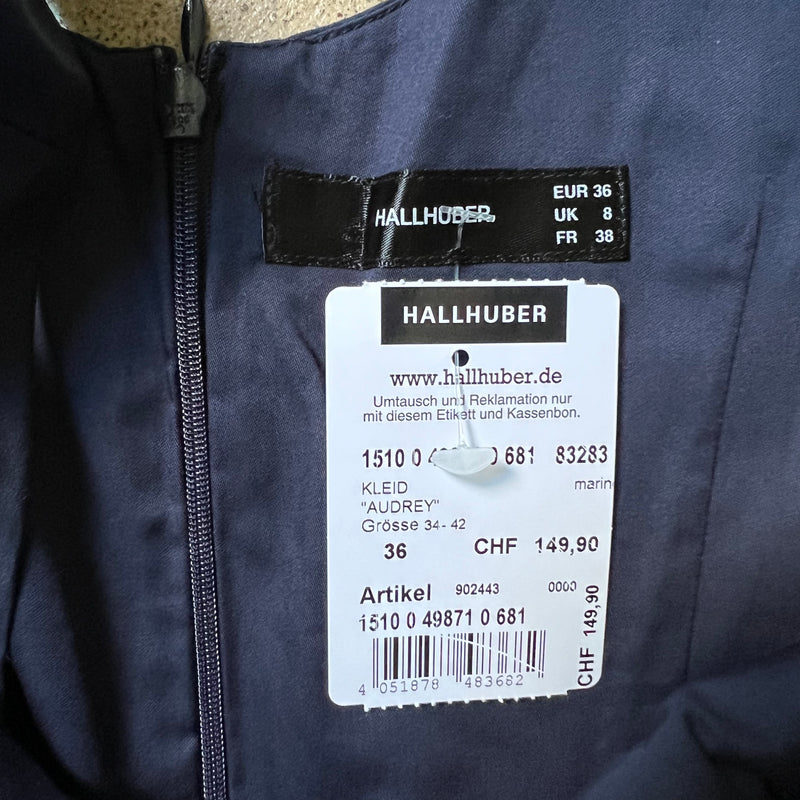 HALLHUBER
EUR 36
UK 8
FR 38
HALLHUBER
www.hallhuber.de
Umtausch und Reklamation nur
mit diesem Etikett und Kassenbon.
1510 0 0 681 83283
KLEID marin
"AUDREY"
Grösse 34- 42
36 CHF 149,90
Artikel 902443 0000
1510 0 49871 0 681
4 051878 483682
CHF 149,90